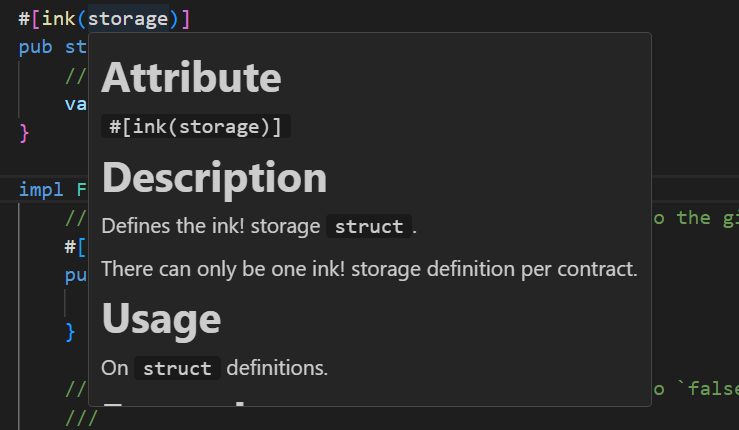 #[ink(storage)]
pub st
Attribute
//
#[ink(storage)]
va
}
Description
impl F
Defines the ink! storage struct.
// o the gi
#[
There can only be one ink! storage definition per contract.
pu
Usage
}
On struct definitions.
// o `false
///